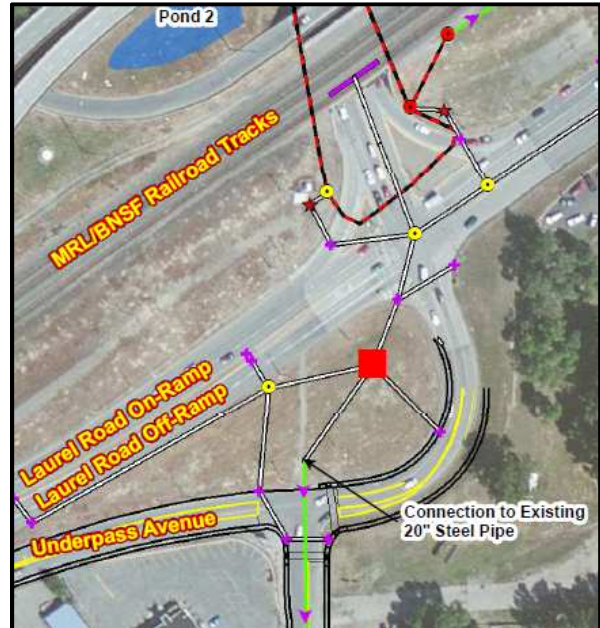 Pond 2
MRL/BNSF Railroad Tracks
Laurel Road On-Ramp
Laurel Road Off-Ramp
Underpass Avenue
Connection to Existing
20" Steel Pipe